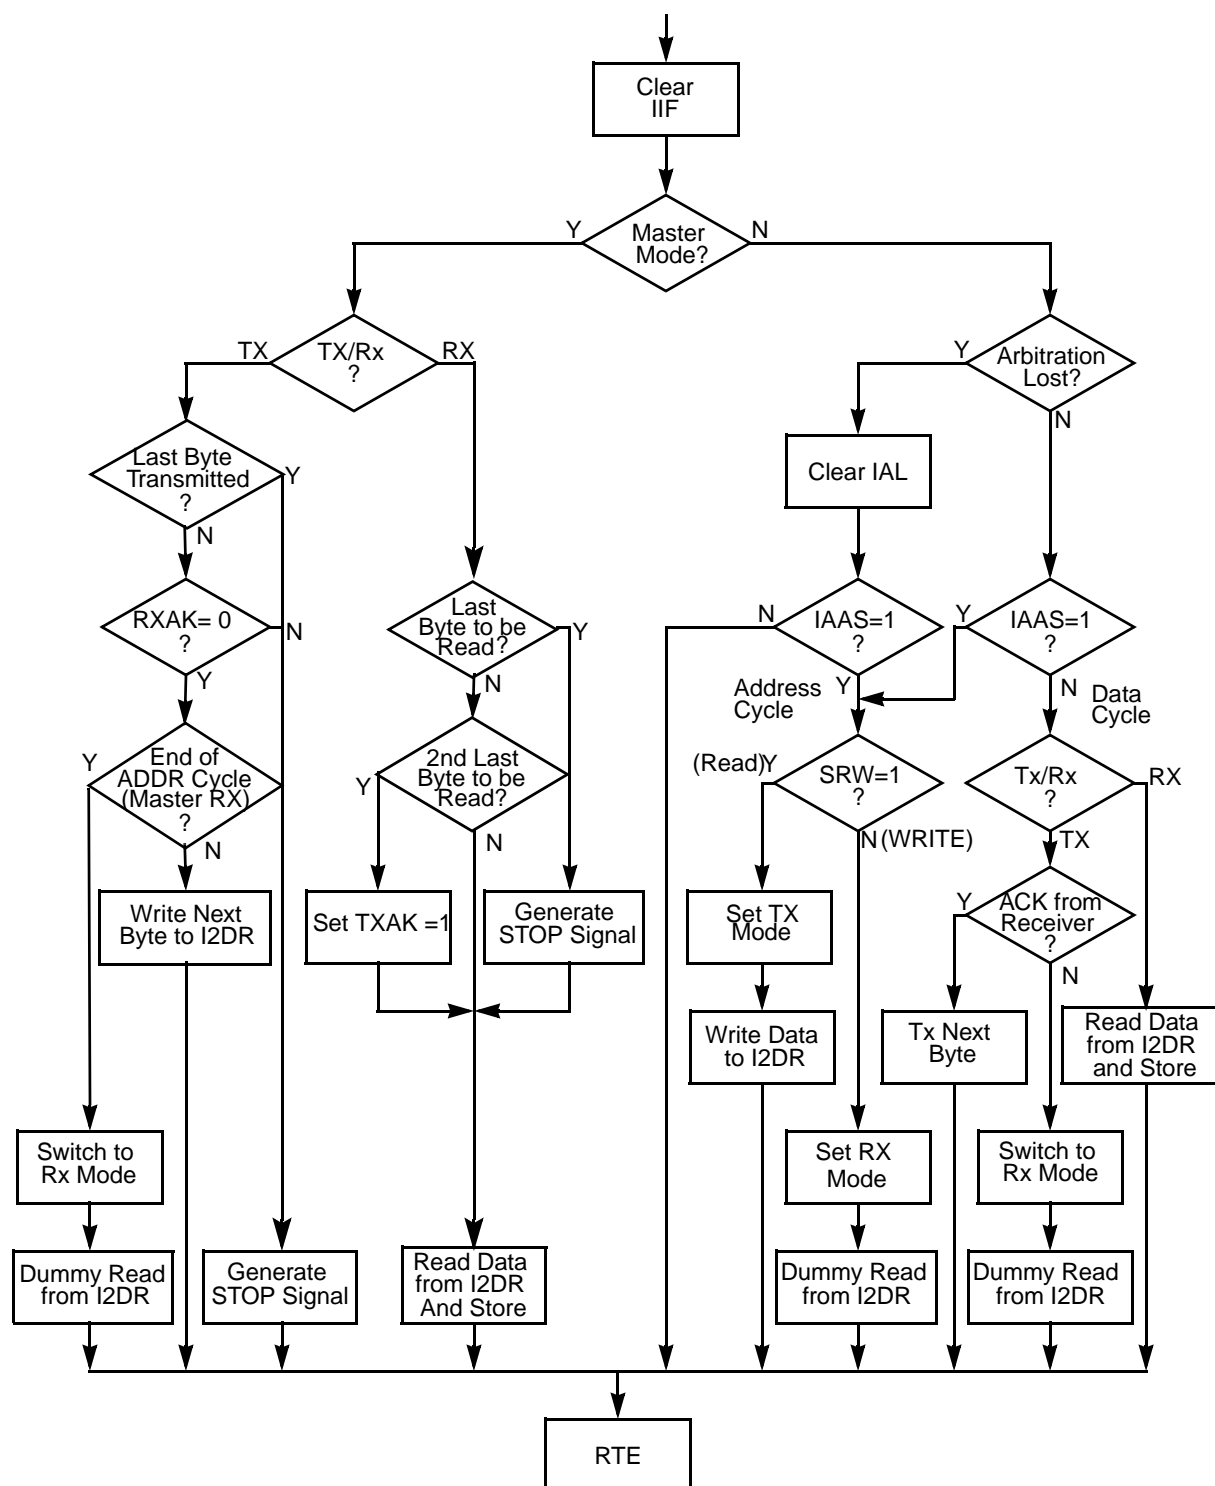 Clear
IIF
Y
Master
Mode?
N
TX
TX/Rx
?
RX
Y
Arbitration
Lost?
N
Last Byte
Transmitted
?
Y
N
Clear IAL
RXAK= 0
?
N
Y
Last
Byte to be
Read?
Y
N
N
IAAS=1
?
Y
Y
IAAS=1
?
N
Address
Cycle
Data
Cycle
Y
End of
ADDR Cycle
(Master RX)
?
N
2nd Last
Byte to be
Read?
Y
N
(Read)Y
SRW=1
?
N(WRITE)
Tx/Rx
?
RX
TX
Write Next
Byte to I2DR
Set TXAK =1
Generate
STOP Signal
Set TX
Mode
Y
ACK from
Receiver
?
N
Write Data
to I2DR
Tx Next
Byte
Read Data
from I2DR
and Store
Switch to
Rx Mode
Set RX
Mode
Switch to
Rx Mode
Dummy Read
from I2DR
Generate
STOP Signal
Read Data
from I2DR
And Store
Dummy Read
from I2DR
Dummy Read
from I2DR
RTE